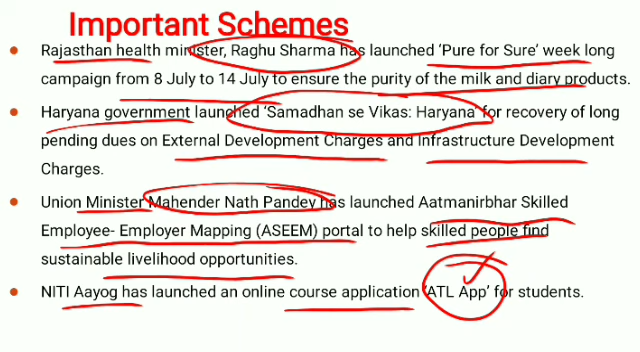 Important Schemes
Rajasthan health minister, Raghu Sharma has launched ‘Pure for Sure’ week long
campaign from 8 July to 14 July to ensure the purity of the milk and diary products.
Haryana government launched ‘Samadhan se Vikas: Haryana’ for recovery of long
pending dues on External Development Charges and Infrastructure Development
Charges.
Union Minister Mahender Nath Pandey has launched Aatmanirbhar Skilled
Employee- Employer Mapping (ASEEM) portal to help skilled people find
sustainable livelihood opportunities.
NITI Aayog has launched an online course application ‘ATL App’ for students.